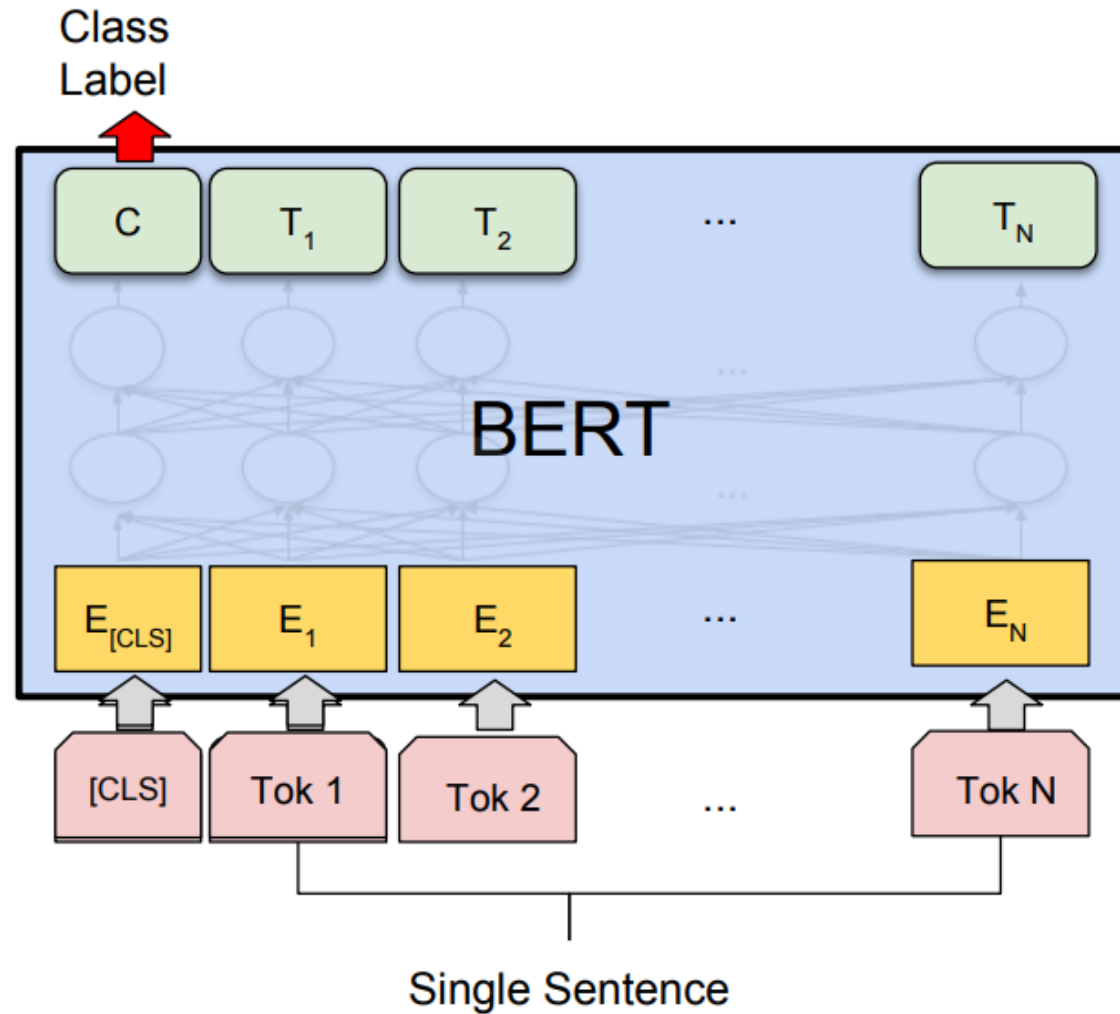 Class
Label
C T1 T2 ... TN
...
BERT
...
E[CLS] E1 E2 ... EN
[CLS] Tok 1 Tok 2 ... Tok N
Single Sentence